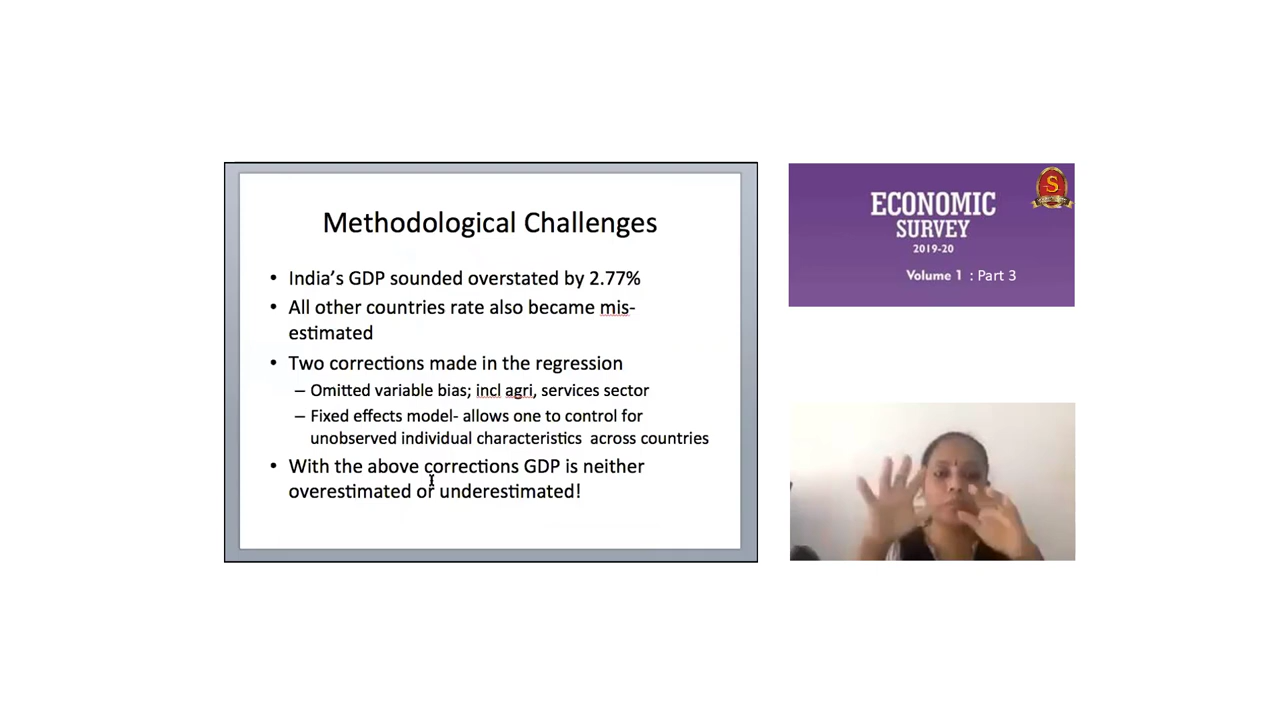 Methodological Challenges
• India's GDP sounded overstated by 2.77%
• All other countries rate also became mis-
estimated
• Two corrections made in the regression
– Omitted variable bias; incl agri, services sector
– Fixed effects model- allows one to control for
unobserved individual characteristics across countries
• With the above corrections GDP is neither
overestimated or underestimated!
S
ECONOMIC
SURVEY
2019-20
Volume 1 : Part 3